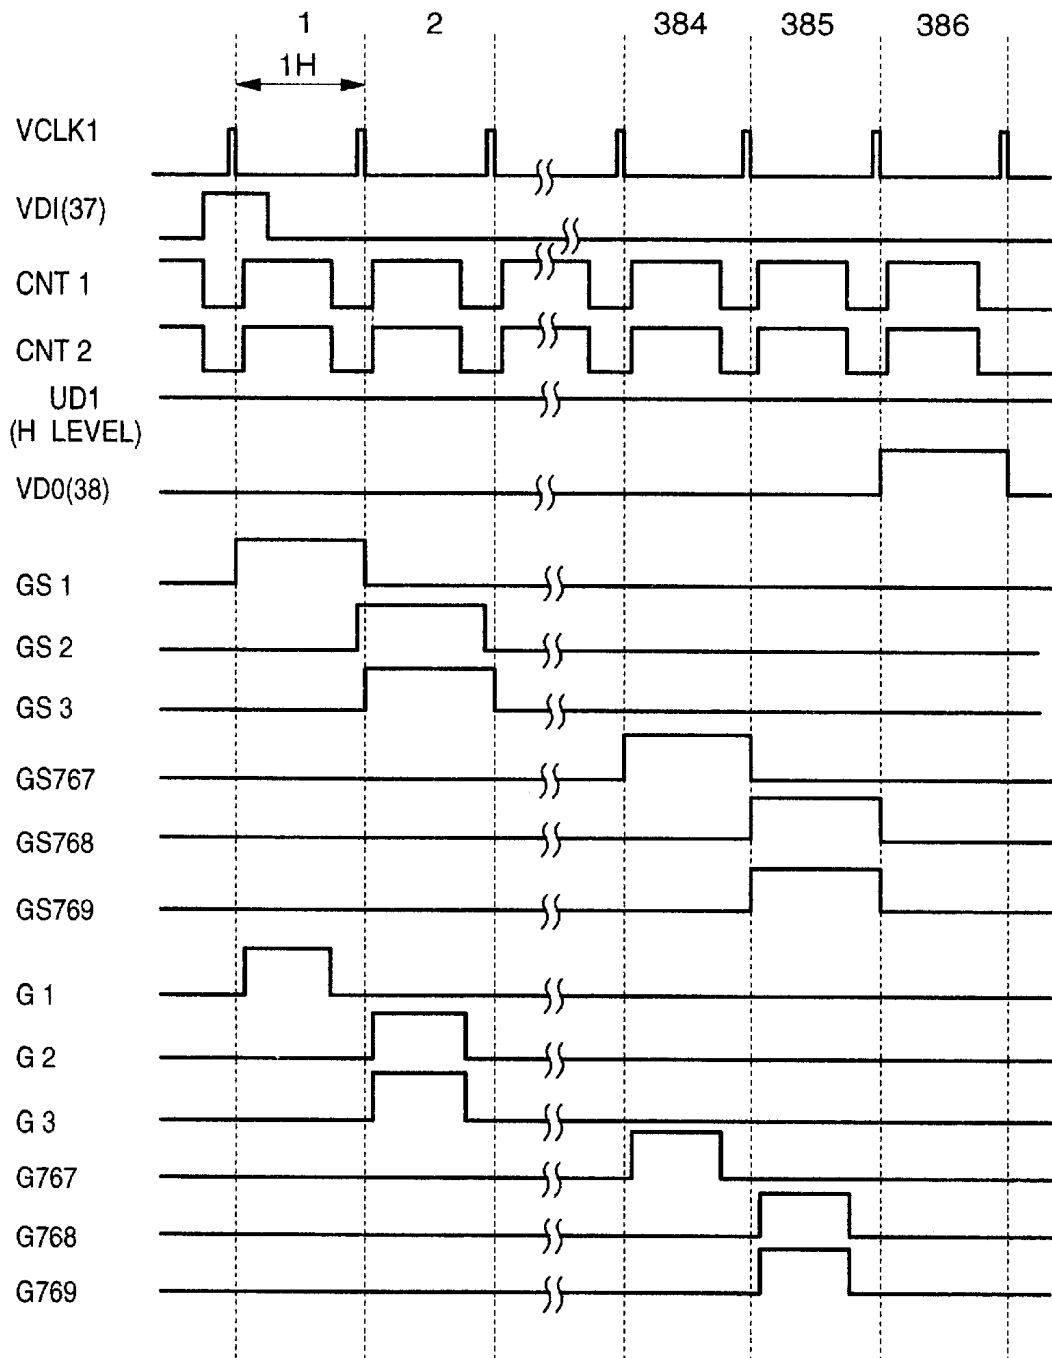 1 2 384 385 386
1H
VCLK1
VDI(37)
CNT 1
CNT 2
UD1
(H LEVEL)
VD0(38)
GS 1
GS 2
GS 3
GS767
GS768
GS769
G 1
G 2
G 3
G767
G768
G769